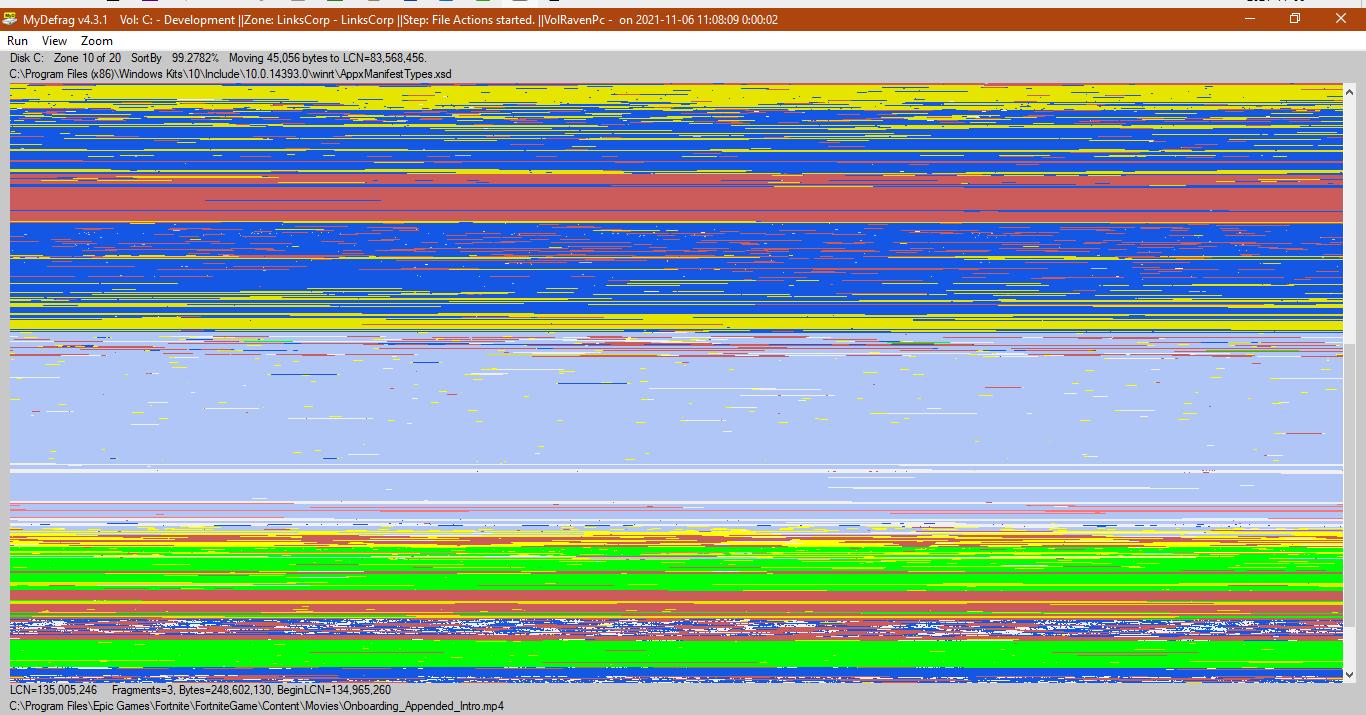 MyDefrag v4.3.1    Vol: C: - Development ||Zone: LinksCorp - LinksCorp ||Step: File Actions started. ||VolRavenPc -  on 2021-11-06 11:08:09 0:00:02
Run    View    Zoom
Disk C:    Zone 10 of 20    SortBy    99.2782%    Moving 45,056 bytes to LCN=83,568,456.
C:\Program Files (x86)\Windows Kits\10\Include\10.0.14393.0\winrt\AppxManifestTypes.xsd
LCN=135,005,246    Fragments=3, Bytes=248,602,130, BeginLCN=134,965,260
C:\Program Files\Epic Games\Fortnite\FortniteGame\Content\Movies\Onboarding_Appended_Intro.mp4